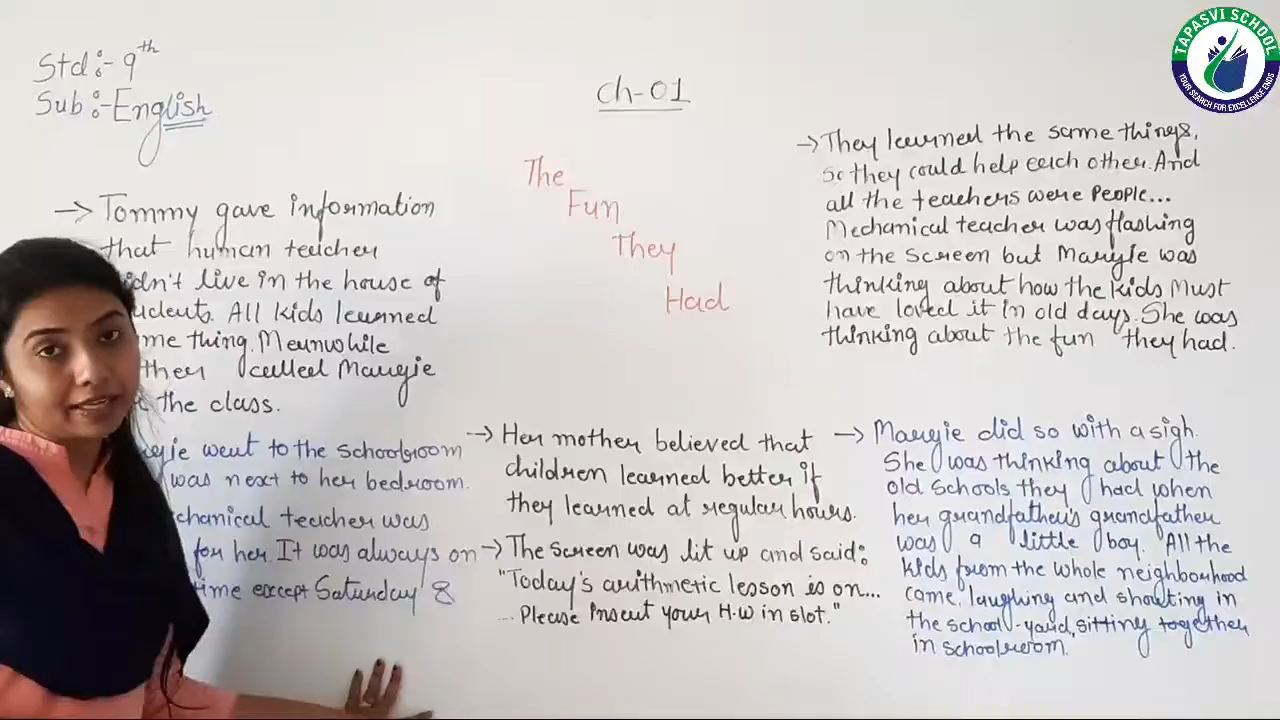 Std :- 9th
Sub :- English
Ch-01
The
Fun
They
Had
→ Tommy gave information
that human teacher
didn't live in the house of
All kids learned
thing. Meanwhile
called Margie
the class.
went to the schoolroom
was next to her bedroom.
teacher was
for her. It was always on
time except Saturday &
→ Her mother believed that
children learned better if
they learned at regular hours.
→ The screen was lit up and said:
"Today's arithmetic lesson is on...
... Please Insert your H.W in slot."
→ They learned the same things,
so they could help each other. And
all the teachers were People...
Mechanical teacher was flashing
on the screen but Margie was
thinking about how the kids Must
have loved it in old days. She was
thinking about the fun they had.
→ Margie did so with a sigh.
She was thinking about the
old schools they had when
her grandfather's grandfather
was a little boy. All the
kids from the whole neighbourhood
came, laughing and shouting in
the school-yard, sitting together
in schoolroom.
TAPASVI SCHOOL
YOUR SEARCH FOR EXCELLENCE ENDS